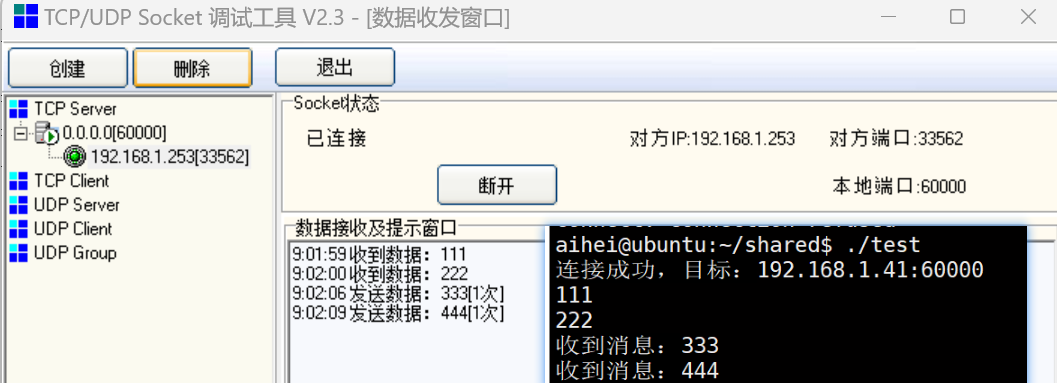 TCP/UDP Socket 调试工具 V2.3 - [数据收发窗口]
创建 删除 退出
TCP Server
0.0.0.0[60000]
192.168.1.253[33562]
TCP Client
UDP Server
UDP Client
UDP Group
Socket状态
已连接 对方IP:192.168.1.253 对方端口:33562
断开 本地端口:60000
数据接收及提示窗口
9:01:59 收到数据：111
9:02:00 收到数据：222
9:02:06 发送数据：333[1次]
9:02:09 发送数据：444[1次]
aihei@ubuntu:~/shared$ ./test
连接成功，目标：192.168.1.41:60000
111
222
收到消息：333
收到消息：444